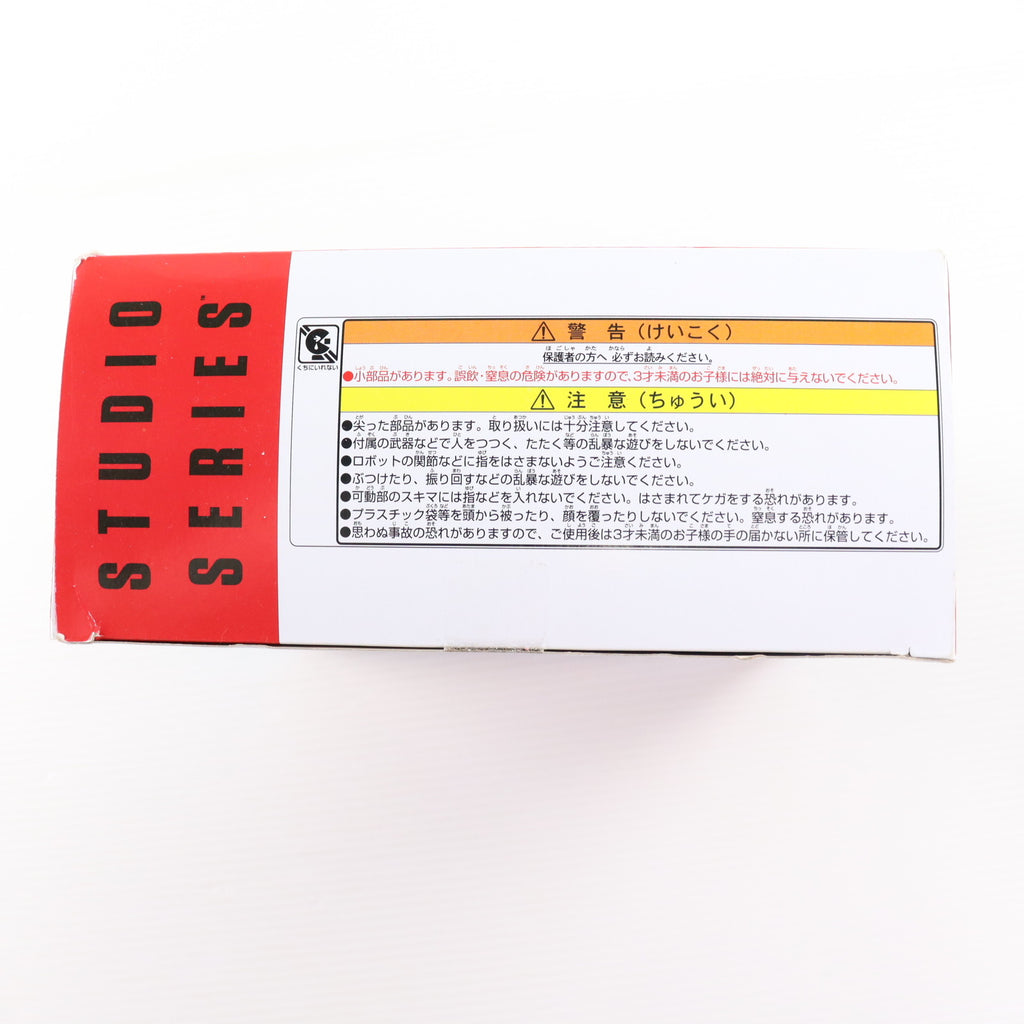 STUDIO
SERIES
くちにいれない
⚠ 警 告（けいこく）
保護者の方へ 必ずお読みください。
●小部品があります。誤飲・窒息の危険がありますので、3才未満のお子様には絶対に与えないでください。
⚠ 注 意（ちゅうい）
●尖った部品があります。取り扱いには十分注意してください。
●付属の武器などで人をつつく、たたく等の乱暴な遊びをしないでください。
●ロボットの関節などに指をはさまないようご注意ください。
●ぶつけたり、振り回すなどの乱暴な遊びをしないでください。
●可動部のスキマには指などを入れないでください。はさまれてケガをする恐れがあります。
●プラスチック袋等を頭から被ったり、顔を覆ったりしないでください。窒息する恐れがあります。
●思わぬ事故の恐れがありますので、ご使用後は3才未満のお子様の手の届かない所に保管してください。